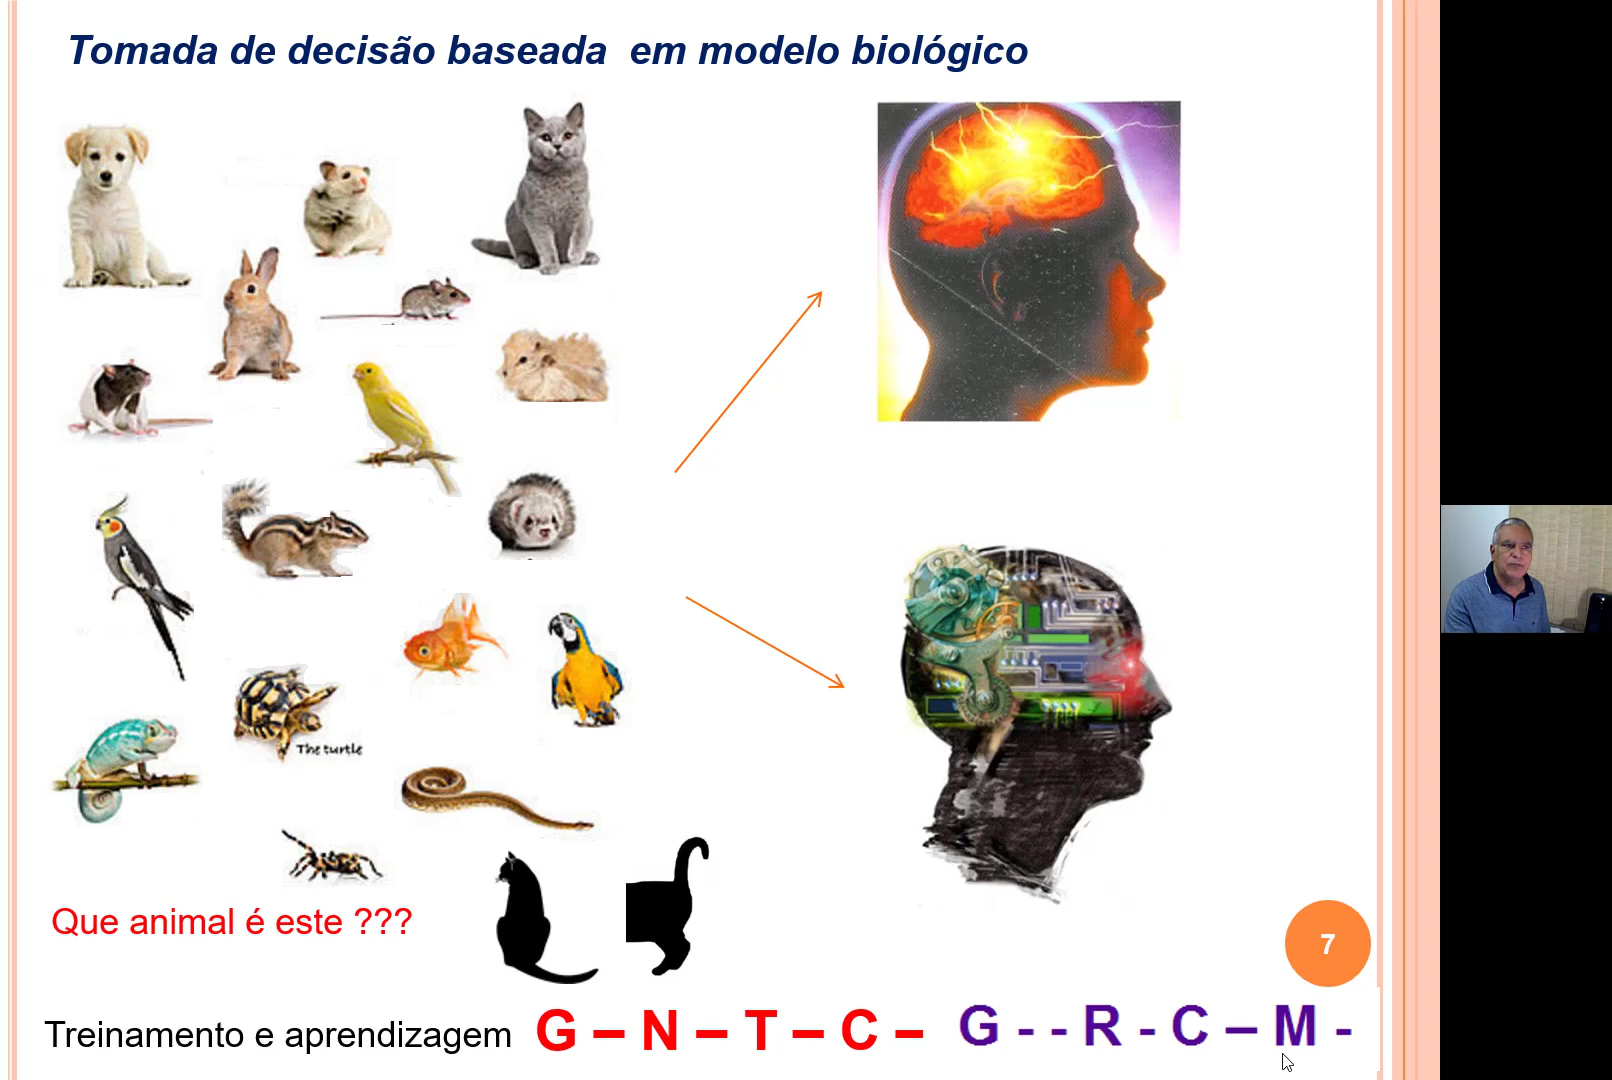 Tomada de decisão baseada  em modelo biológico
The turtle
Que animal é este ???
7
Treinamento e aprendizagem G – N – T – C – G - - R - C – M -